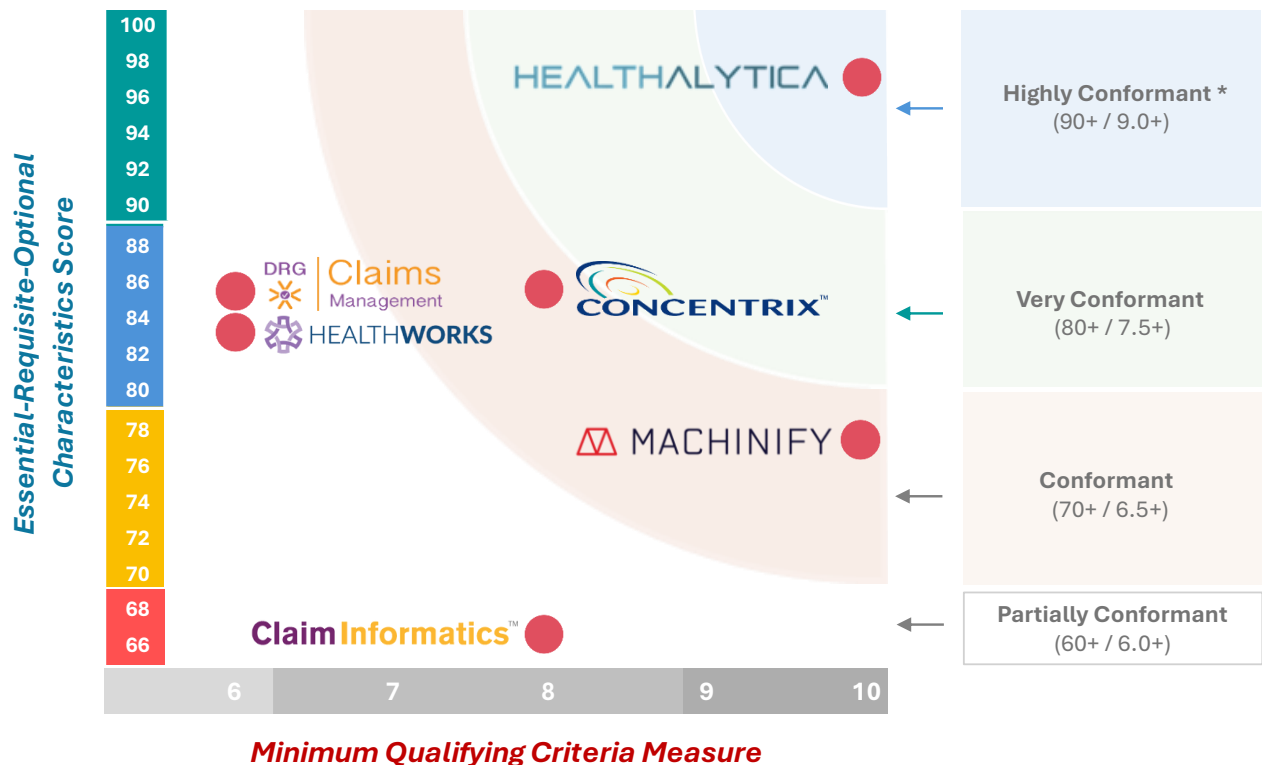 Essential-Requisite-Optional
Characteristics Score
100
98
96
94
92
90
88
86
84
82
80
78
76
74
72
70
68
66
HEALTHALYTICA
DRG
Claims
Management
HEALTHWORKS
CONCENTRIX™
MACHINIFY
ClaimInformatics™
6
7
8
9
10
Minimum Qualifying Criteria Measure
Highly Conformant *
(90+ / 9.0+)
Very Conformant
(80+ / 7.5+)
Conformant
(70+ / 6.5+)
Partially Conformant
(60+ / 6.0+)